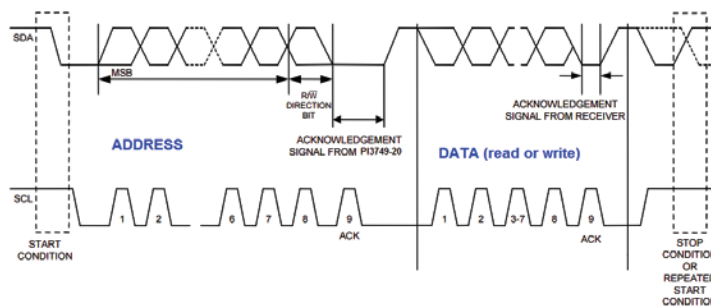 SDA
MSB
R/W
DIRECTION
BIT
ACKNOWLEDGEMENT
SIGNAL FROM RECEIVER
ADDRESS
ACKNOWLEDGEMENT
SIGNAL FROM PI3749-20
DATA (read or write)
SCL
1 2 6 7 8 9 1 2 3-7 8 9
ACK ACK
START
CONDITION
STOP
CONDITION
OR
REPEATED
START
CONDITION